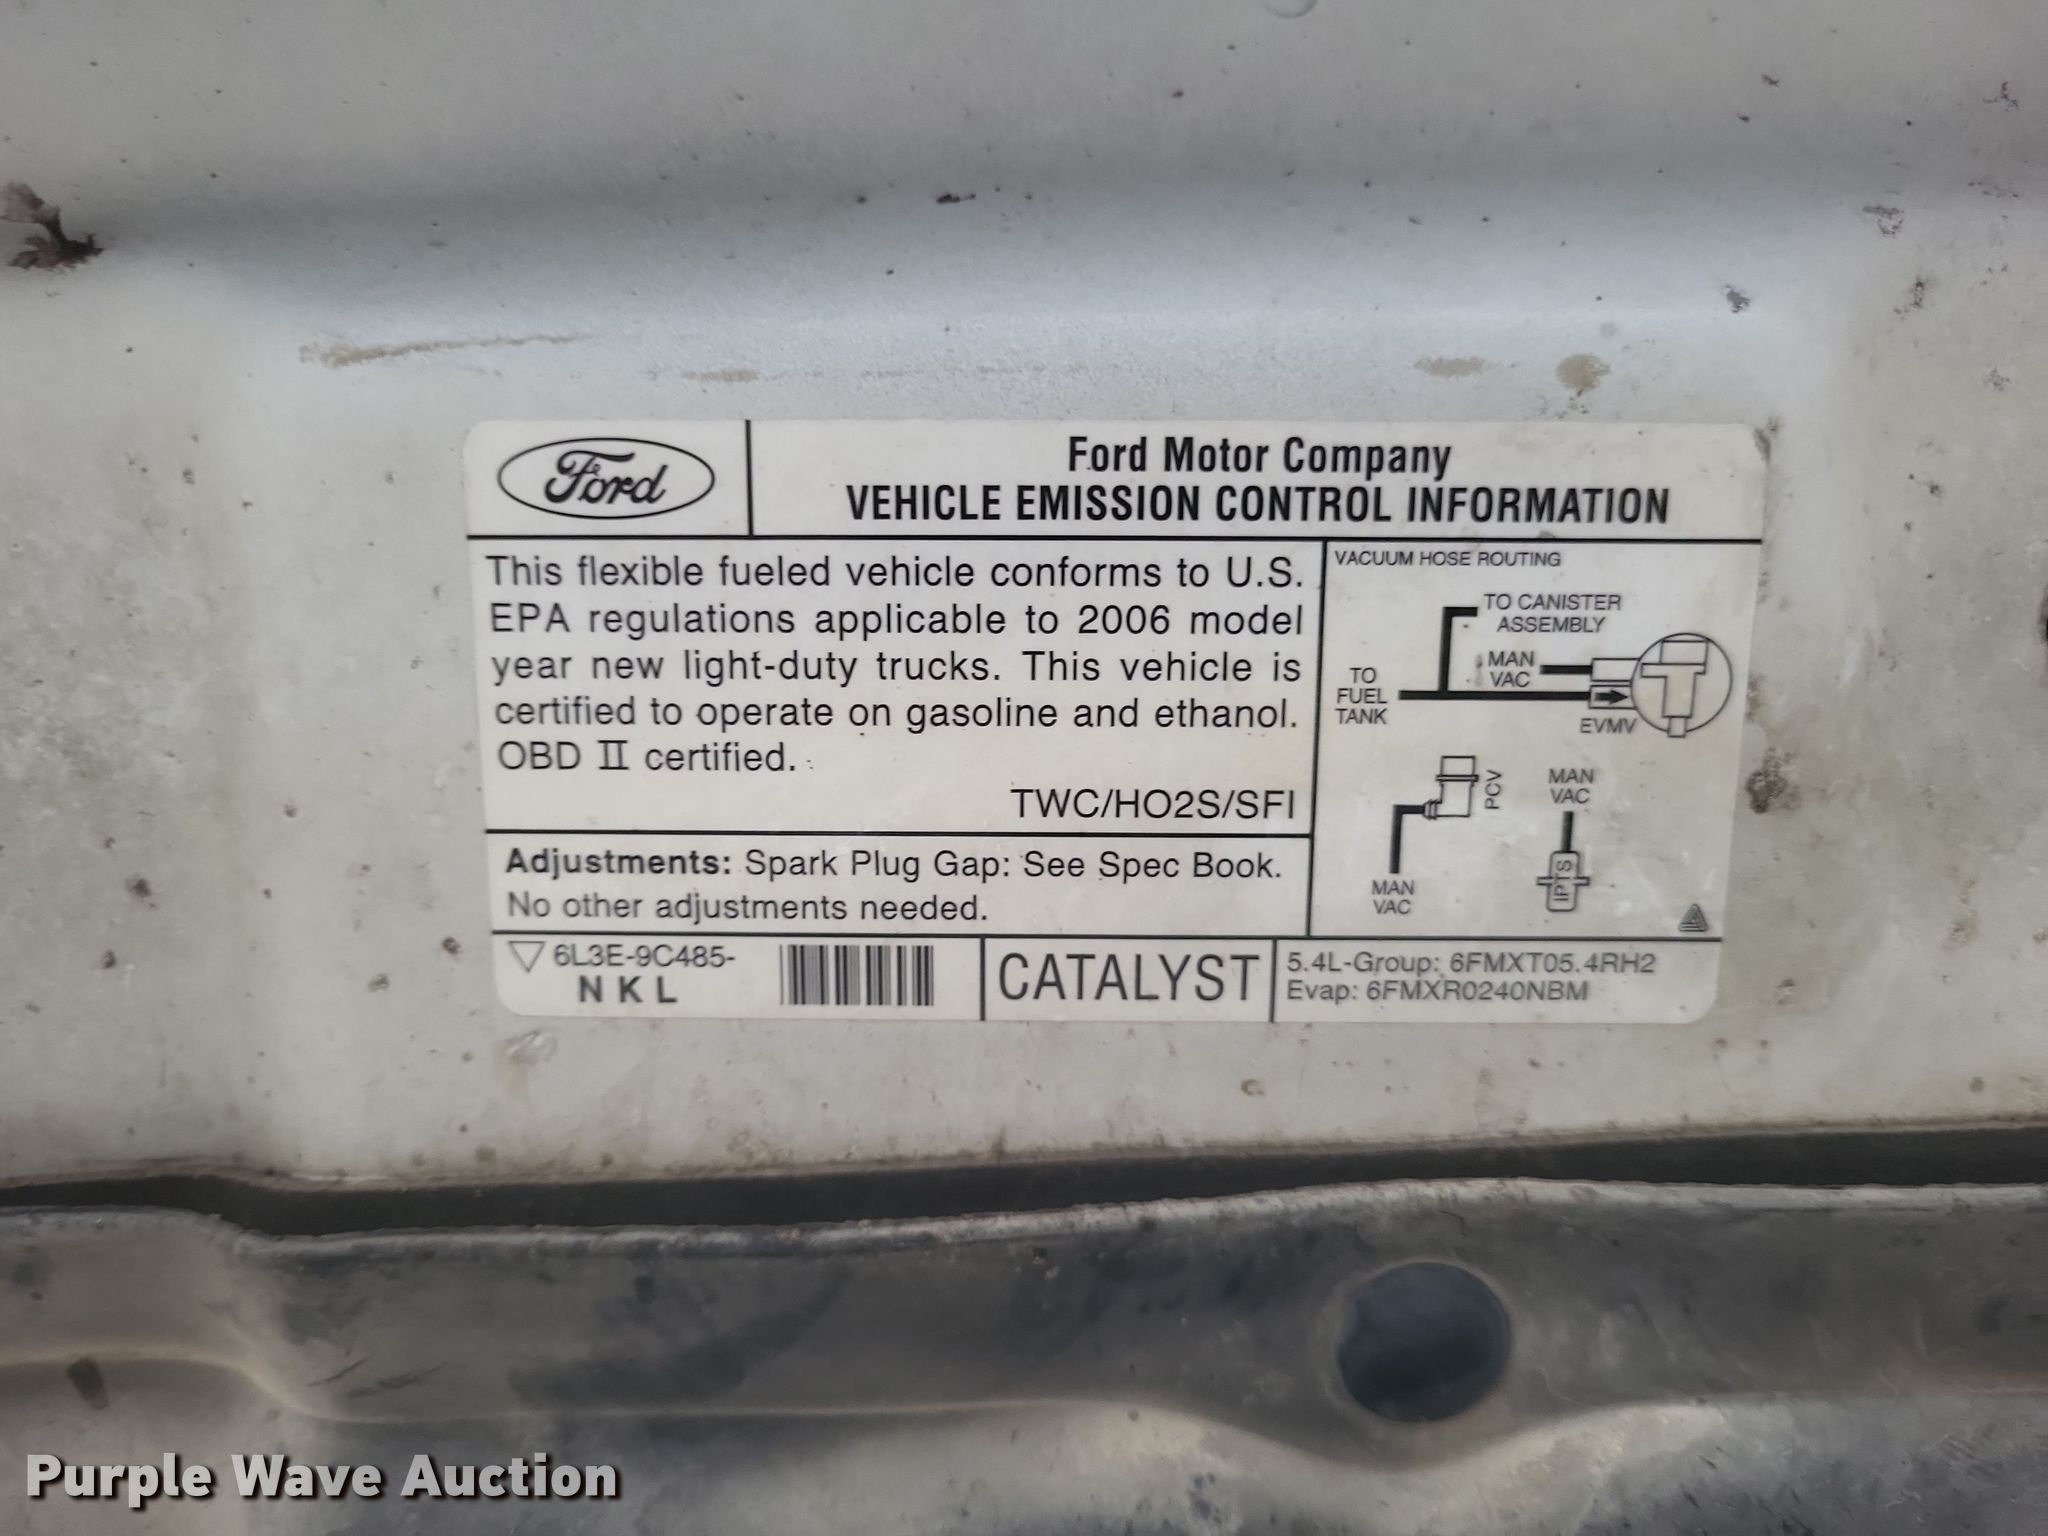 Ford
Ford Motor Company
VEHICLE EMISSION CONTROL INFORMATION
This flexible fueled vehicle conforms to U.S.
EPA regulations applicable to 2006 model
year new light-duty trucks. This vehicle is
certified to operate on gasoline and ethanol.
OBD II certified.
TWC/HO2S/SFI
Adjustments: Spark Plug Gap: See Spec Book.
No other adjustments needed.
VACUUM HOSE ROUTING
TO CANISTER
ASSEMBLY
MAN
VAC
TO
FUEL
TANK
EVMV
PCV
MAN
VAC
MAN
VAC
IPTS
6L3E-9C485-
N K L
CATALYST
5.4L-Group: 6FMXT05.4RH2
Evap: 6FMXR0240NBM
Purple Wave Auction